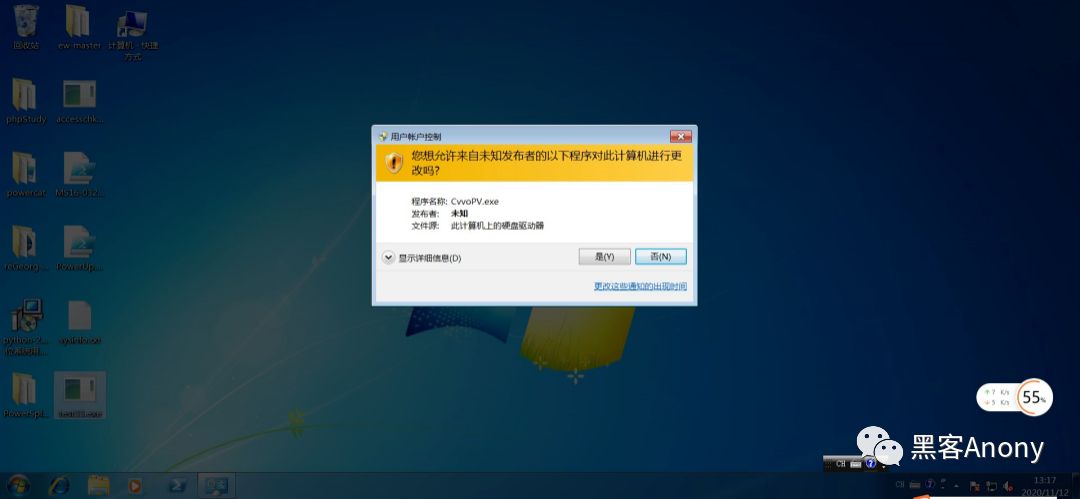 回收站
ew-master
计算机 - 快捷
方式
phpStudy
accesschk...
powercat
MS16-032...
PowerUp...
python-2...
sysinfo.txt
PowerSpl...
用户帐户控制
您想允许来自未知发布者的以下程序对此计算机进行更
改吗?
程序名称: CvvoPV.exe
发布者: 未知
文件源: 此计算机上的硬盘驱动器
显示详细信息(D)
是(Y)
否(N)
更改这些通知的出现时间
7 K/s
5 K/s
55%
黑客Anony
CH
CH
13:17
2020/11/12